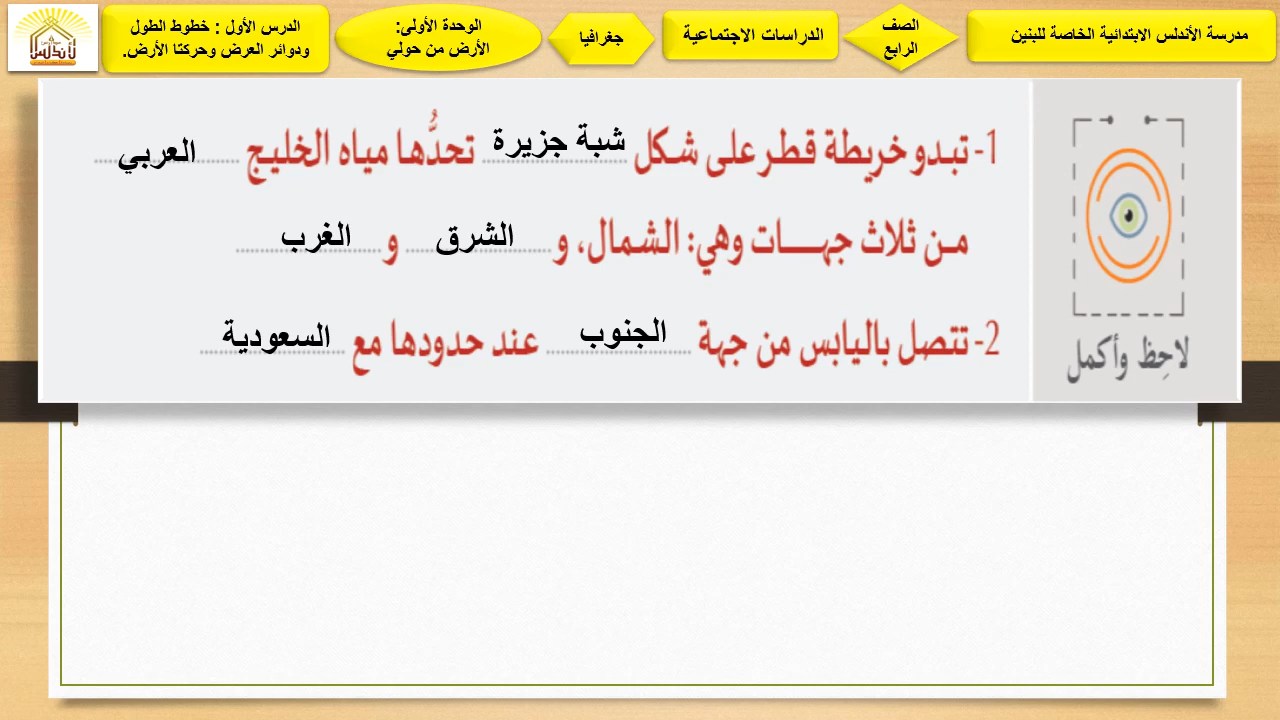 مدرسة الأندلس الابتدائية الخاصة للبنين
الصف
الرابع
الدراسات الاجتماعية
جغرافيا
الوحدة الأولى:
الأرض من حولي
الدرس الأول : خطوط الطول
ودوائر العرض وحركتا الأرض.
لاحِظ وأكمل
1- تبدو خريطة قطر على شكل شبة جزيرة تحدُّها مياه الخليج العربي
من ثلاث جهات وهي: الشمال، و الشرق و الغرب
2- تتصل باليابس من جهة الجنوب عند حدودها مع السعودية